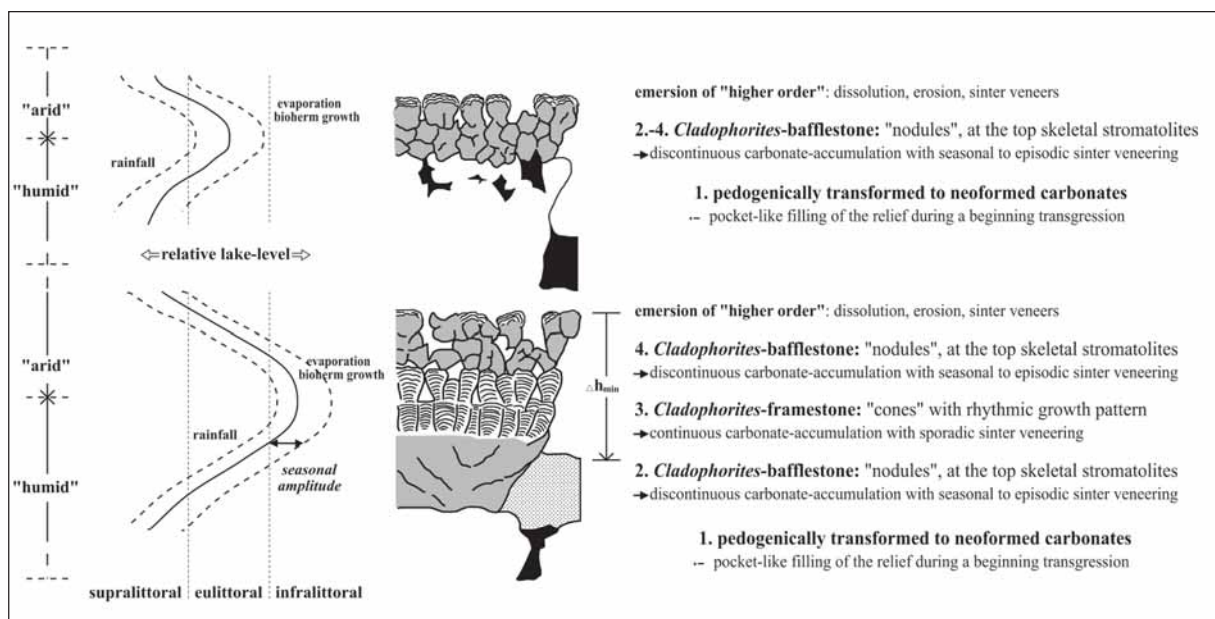 "arid"
"humid"
evaporation
bioherm growth
rainfall
⇦relative lake-level⇨
emersion of "higher order": dissolution, erosion, sinter veneers
2.-4. Cladophorites-bafflestone: "nodules", at the top skeletal stromatolites
→discontinuous carbonate-accumulation with seasonal to episodic sinter veneering
1. pedogenically transformed to neoformed carbonates
·- pocket-like filling of the relief during a beginning transgression
"arid"
"humid"
evaporation
bioherm growth
rainfall
seasonal
amplitude
△hmin
emersion of "higher order": dissolution, erosion, sinter veneers
4. Cladophorites-bafflestone: "nodules", at the top skeletal stromatolites
→discontinuous carbonate-accumulation with seasonal to episodic sinter veneering
3. Cladophorites-framestone: "cones" with rhythmic growth pattern
→continuous carbonate-accumulation with sporadic sinter veneering
2. Cladophorites-bafflestone: "nodules", at the top skeletal stromatolites
→discontinuous carbonate-accumulation with seasonal to episodic sinter veneering
1. pedogenically transformed to neoformed carbonates
·- pocket-like filling of the relief during a beginning transgression
supralittoral eulittoral infralittoral